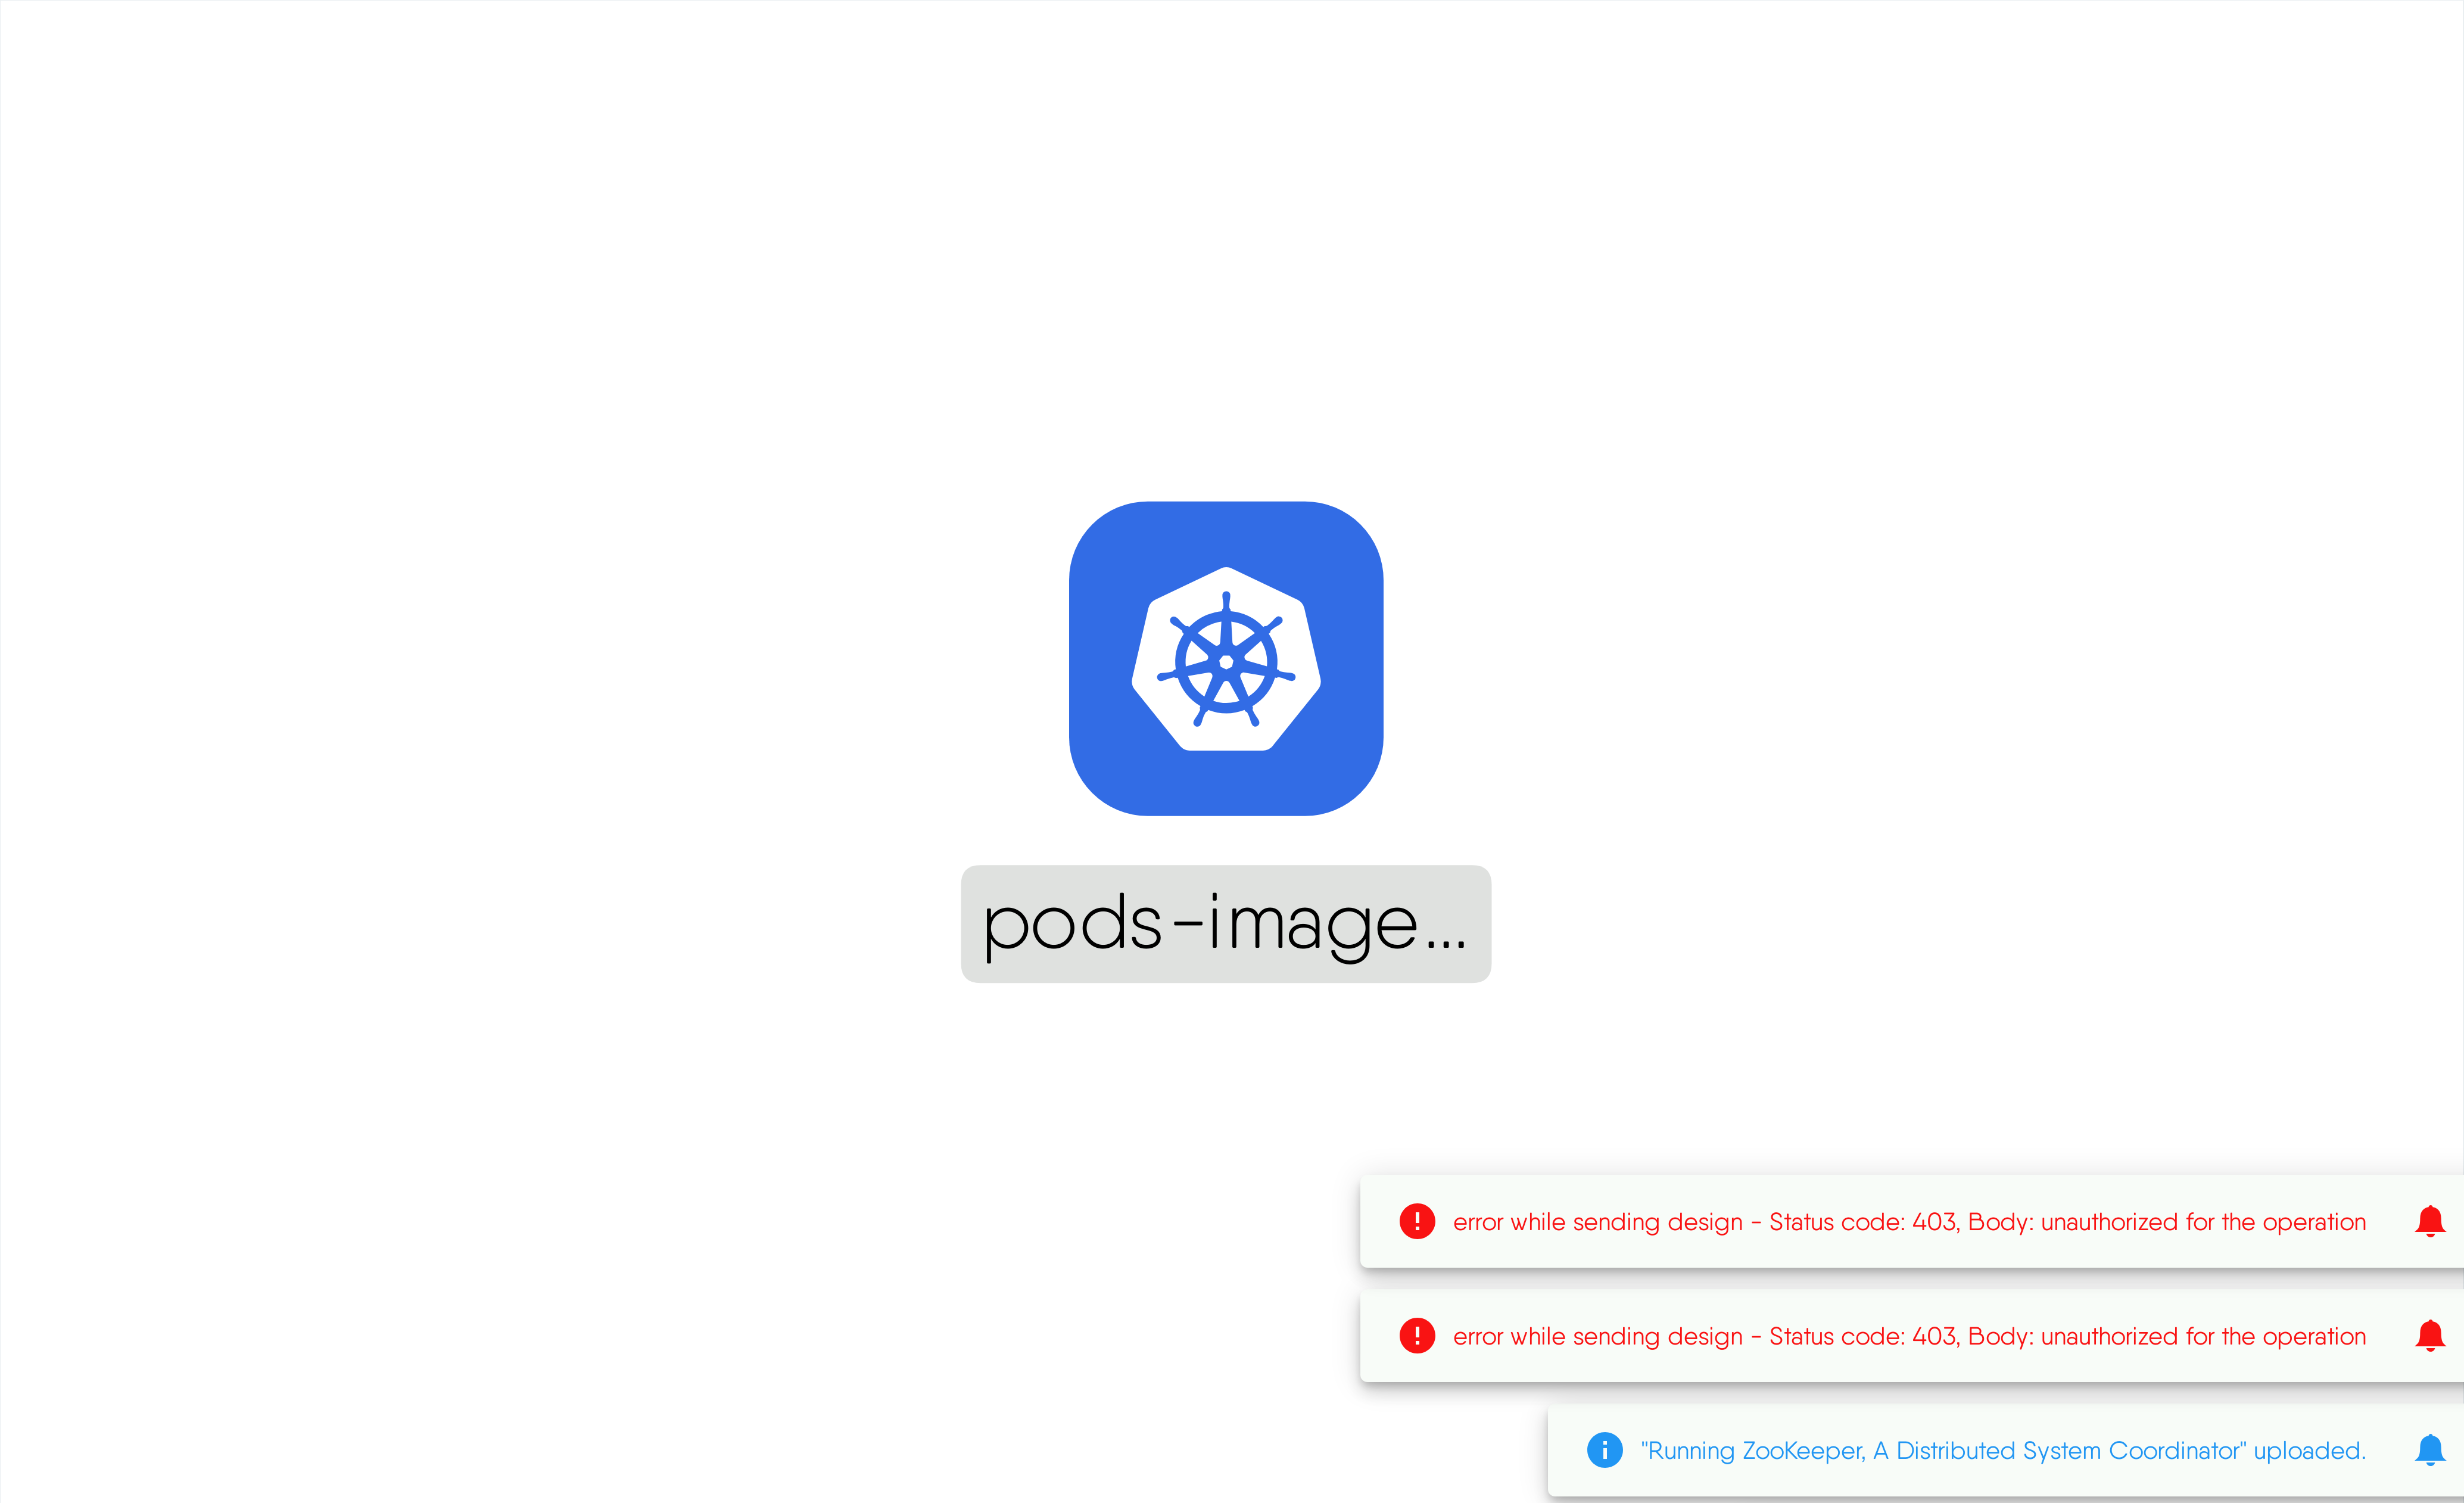 pods-image...
error while sending design - Status code: 403, Body: unauthorized for the operation
error while sending design - Status code: 403, Body: unauthorized for the operation
"Running ZooKeeper, A Distributed System Coordinator" uploaded.